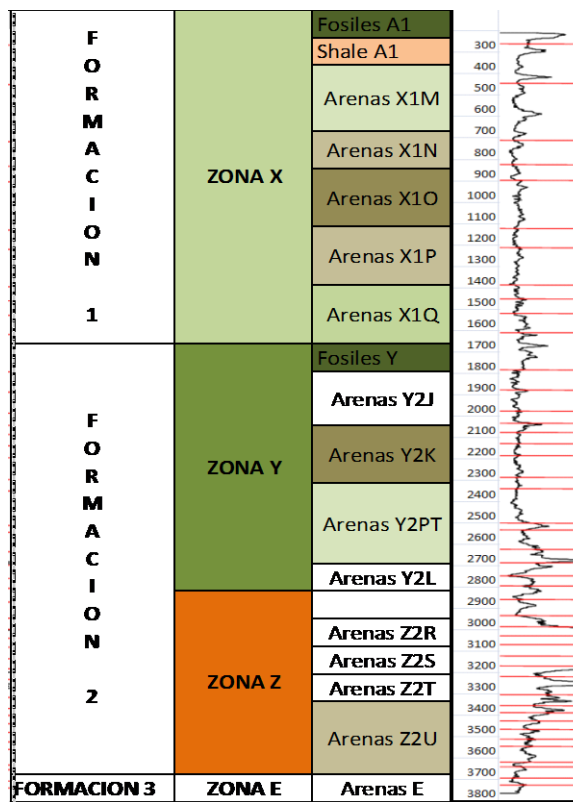 FORMACION 1
ZONA X
Fosiles A1
Shale A1
Arenas X1M
Arenas X1N
Arenas X1O
Arenas X1P
Arenas X1Q
FORMACION 2
ZONA Y
Fosiles Y
Arenas Y2J
Arenas Y2K
Arenas Y2PT
Arenas Y2L
ZONA Z
Arenas Z2R
Arenas Z2S
Arenas Z2T
Arenas Z2U
FORMACION 3
ZONA E
Arenas E
300
400
500
600
700
800
900
1000
1100
1200
1300
1400
1500
1600
1700
1800
1900
2000
2100
2200
2300
2400
2500
2600
2700
2800
2900
3000
3100
3200
3300
3400
3500
3600
3700
3800